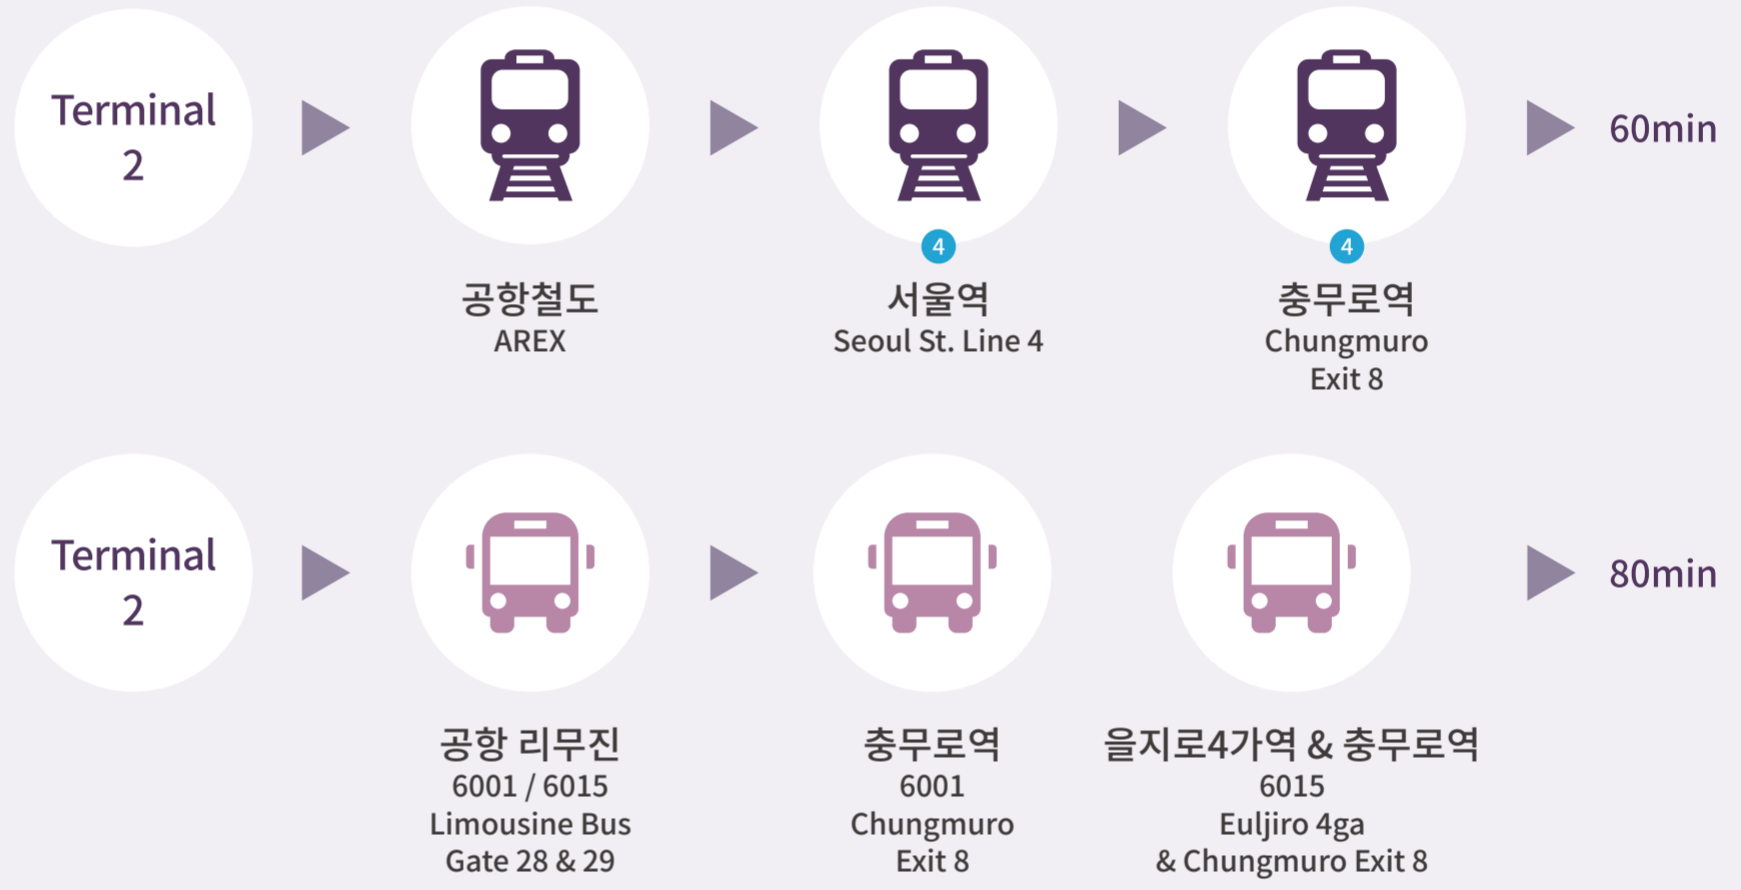 Terminal
2
공항철도
AREX
4
서울역
Seoul St. Line 4
4
충무로역
Chungmuro
Exit 8
60min
Terminal
2
공항 리무진
6001 / 6015
Limousine Bus
Gate 28 & 29
충무로역
6001
Chungmuro
Exit 8
을지로4가역 & 충무로역
6015
Euljiro 4ga
& Chungmuro Exit 8
80min